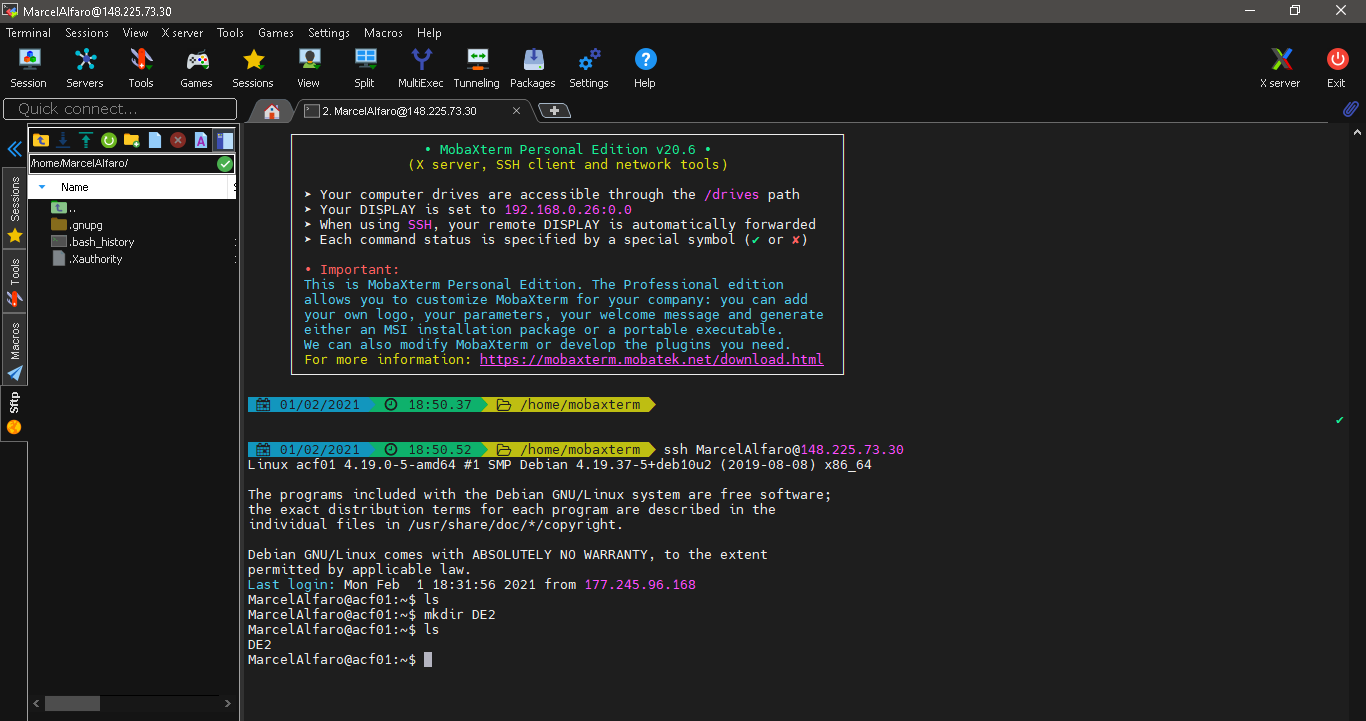 MarcelAlfaro@148.225.73.30
Terminal Sessions View X server Tools Games Settings Macros Help
Session Servers Tools Games Sessions View Split MultiExec Tunneling Packages Settings Help X server Exit
Quick connect...
2. MarcelAlfaro@148.225.73.30
/home/MarcelAlfaro/
Name
..
.gnupg
.bash_history
.Xauthority
Sessions
Tools
Macros
Sftp
• MobaXterm Personal Edition v20.6 •
(X server, SSH client and network tools)
➤ Your computer drives are accessible through the /drives path
➤ Your DISPLAY is set to 192.168.0.26:0.0
➤ When using SSH, your remote DISPLAY is automatically forwarded
➤ Each command status is specified by a special symbol (✔ or ✘)
• Important:
This is MobaXterm Personal Edition. The Professional edition
allows you to customize MobaXterm for your company: you can add
your own logo, your parameters, your welcome message and generate
either an MSI installation package or a portable executable.
We can also modify MobaXterm or develop the plugins you need.
For more information: https://mobaxterm.mobatek.net/download.html
01/02/2021 18:50.37 /home/mobaxterm
01/02/2021 18:50.52 /home/mobaxterm ssh MarcelAlfaro@148.225.73.30
Linux acf01 4.19.0-5-amd64 #1 SMP Debian 4.19.37-5+deb10u2 (2019-08-08) x86_64
The programs included with the Debian GNU/Linux system are free software;
the exact distribution terms for each program are described in the
individual files in /usr/share/doc/*/copyright.
Debian GNU/Linux comes with ABSOLUTELY NO WARRANTY, to the extent
permitted by applicable law.
Last login: Mon Feb  1 18:31:56 2021 from 177.245.96.168
MarcelAlfaro@acf01:~$ ls
MarcelAlfaro@acf01:~$ mkdir DE2
MarcelAlfaro@acf01:~$ ls
DE2
MarcelAlfaro@acf01:~$